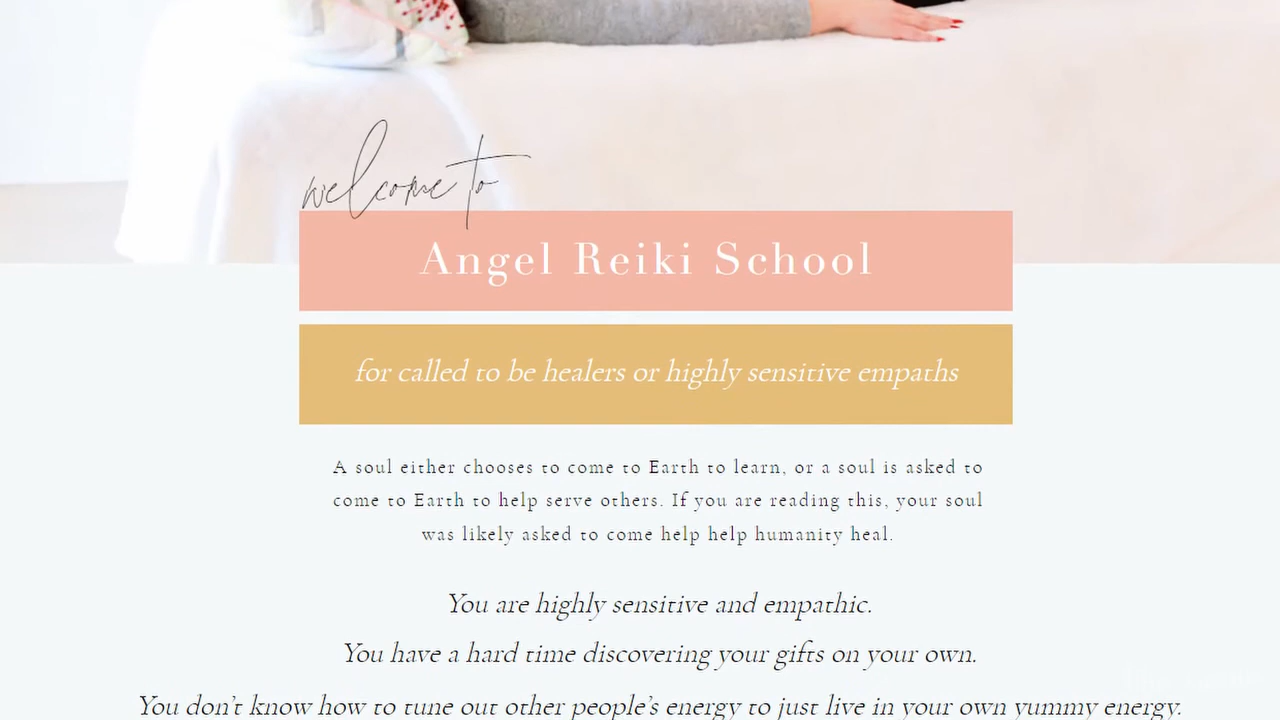 welcome to
Angel Reiki School
for called to be healers or highly sensitive empaths
A soul either chooses to come to Earth to learn, or a soul is asked to
come to Earth to help serve others. If you are reading this, your soul
was likely asked to come help help humanity heal.
You are highly sensitive and empathic.
You have a hard time discovering your gifts on your own.
You don't know how to tune out other people's energy to just live in your own yummy energy.